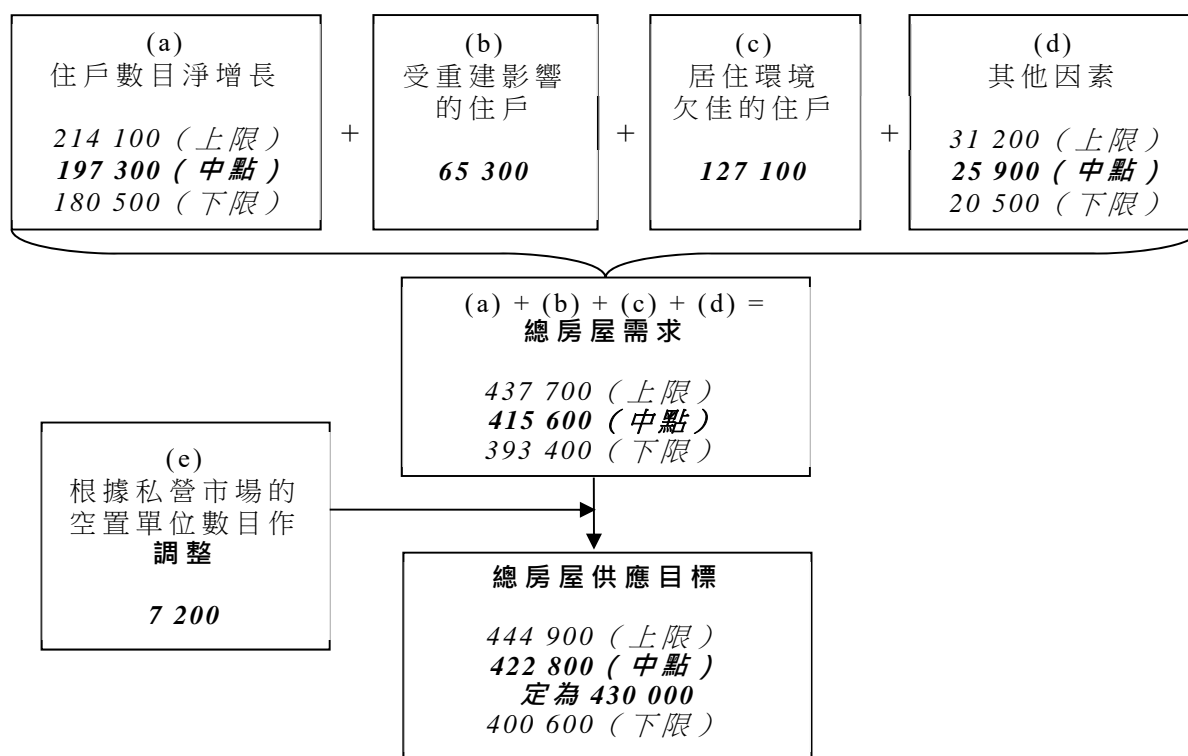 (a)
住戶數目淨增長
214 100（上限）
197 300（中點）
180 500（下限）
+
(b)
受重建影響
的住戶
65 300
+
(c)
居住環境
欠佳的住戶
127 100
+
(d)
其他因素
31 200（上限）
25 900（中點）
20 500（下限）
(a) + (b) + (c) + (d) =
總房屋需求
437 700（上限）
415 600（中點）
393 400（下限）
(e)
根據私營市場的
空置單位數目作
調整
7 200
總房屋供應目標
444 900（上限）
422 800（中點）
定為 430 000
400 600（下限）